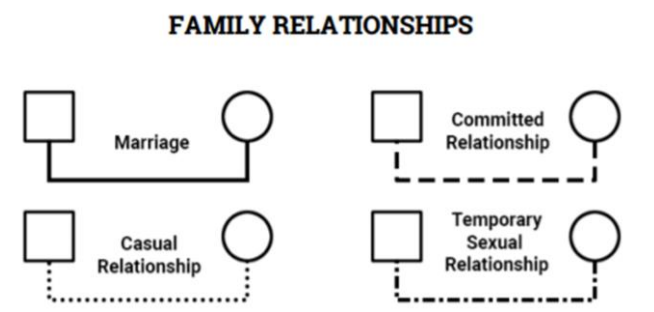 FAMILY RELATIONSHIPS
Marriage
Committed
Relationship
Casual
Relationship
Temporary
Sexual
Relationship